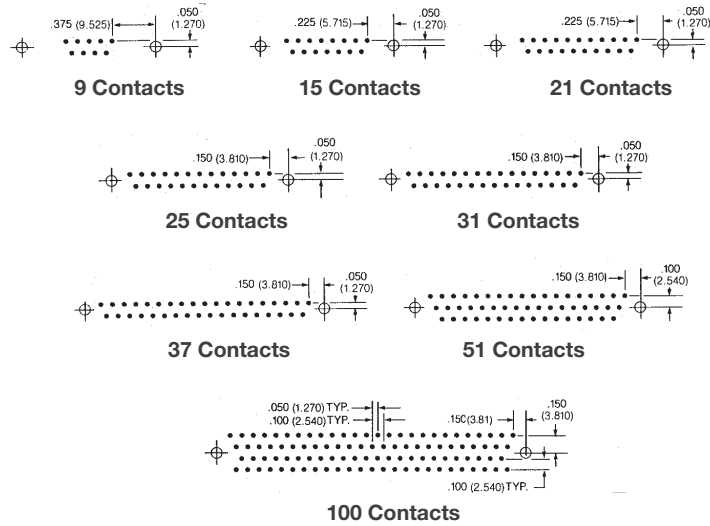 .375 (9.525) .050 (1.270)
9 Contacts
.225 (5.715) .050 (1.270)
15 Contacts
.225 (5.715) .050 (1.270)
21 Contacts
.150 (3.810) .050 (1.270)
25 Contacts
.150 (3.810) .050 (1.270)
31 Contacts
.150 (3.810) .050 (1.270)
37 Contacts
.150 (3.810) .100 (2.540)
51 Contacts
.050 (1.270) TYP.
.100 (2.540) TYP.
.150 (3.81) .150 (3.810)
.100 (2.540) TYP.
100 Contacts